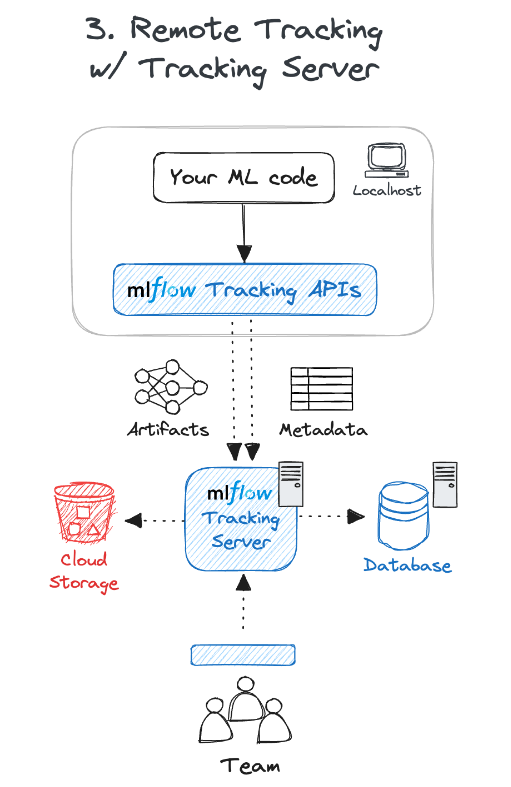 3. Remote Tracking
w/ Tracking Server
Your ML code
Localhost
mlflow Tracking APIs
Artifacts
Metadata
mlflow
Tracking
Server
Cloud
Storage
Database
Team